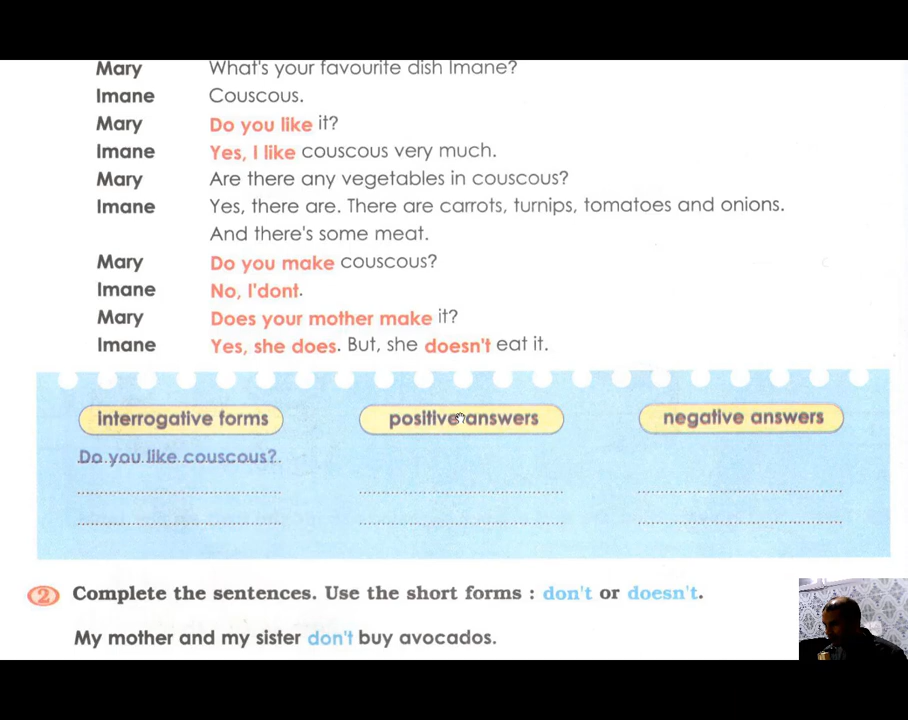 Mary What's your favourite dish Imane?
Imane Couscous.
Mary Do you like it?
Imane Yes, I like couscous very much.
Mary Are there any vegetables in couscous?
Imane Yes, there are. There are carrots, turnips, tomatoes and onions.
And there's some meat.
Mary Do you make couscous?
Imane No, I'dont.
Mary Does your mother make it?
Imane Yes, she does. But, she doesn't eat it.
interrogative forms positive answers negative answers
Do you like couscous?
2 Complete the sentences. Use the short forms : don't or doesn't.
My mother and my sister don't buy avocados.